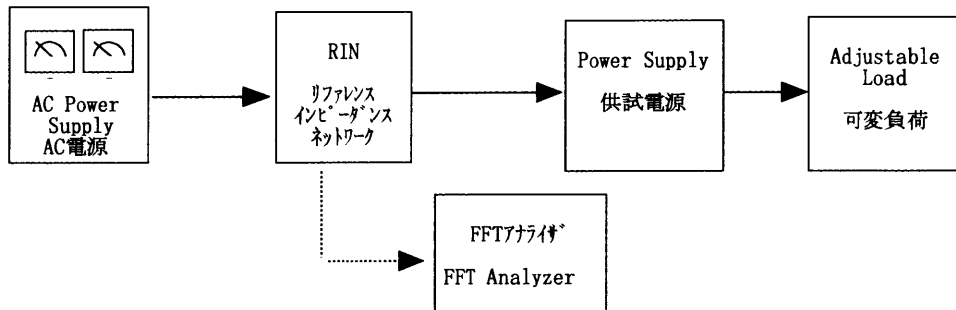 AC Power
Supply
AC電源
RIN
リファレンス
インピーダンス
ネットワーク
Power Supply
供試電源
Adjustable
Load
可変負荷
FFTアナライザ
FFT Analyzer